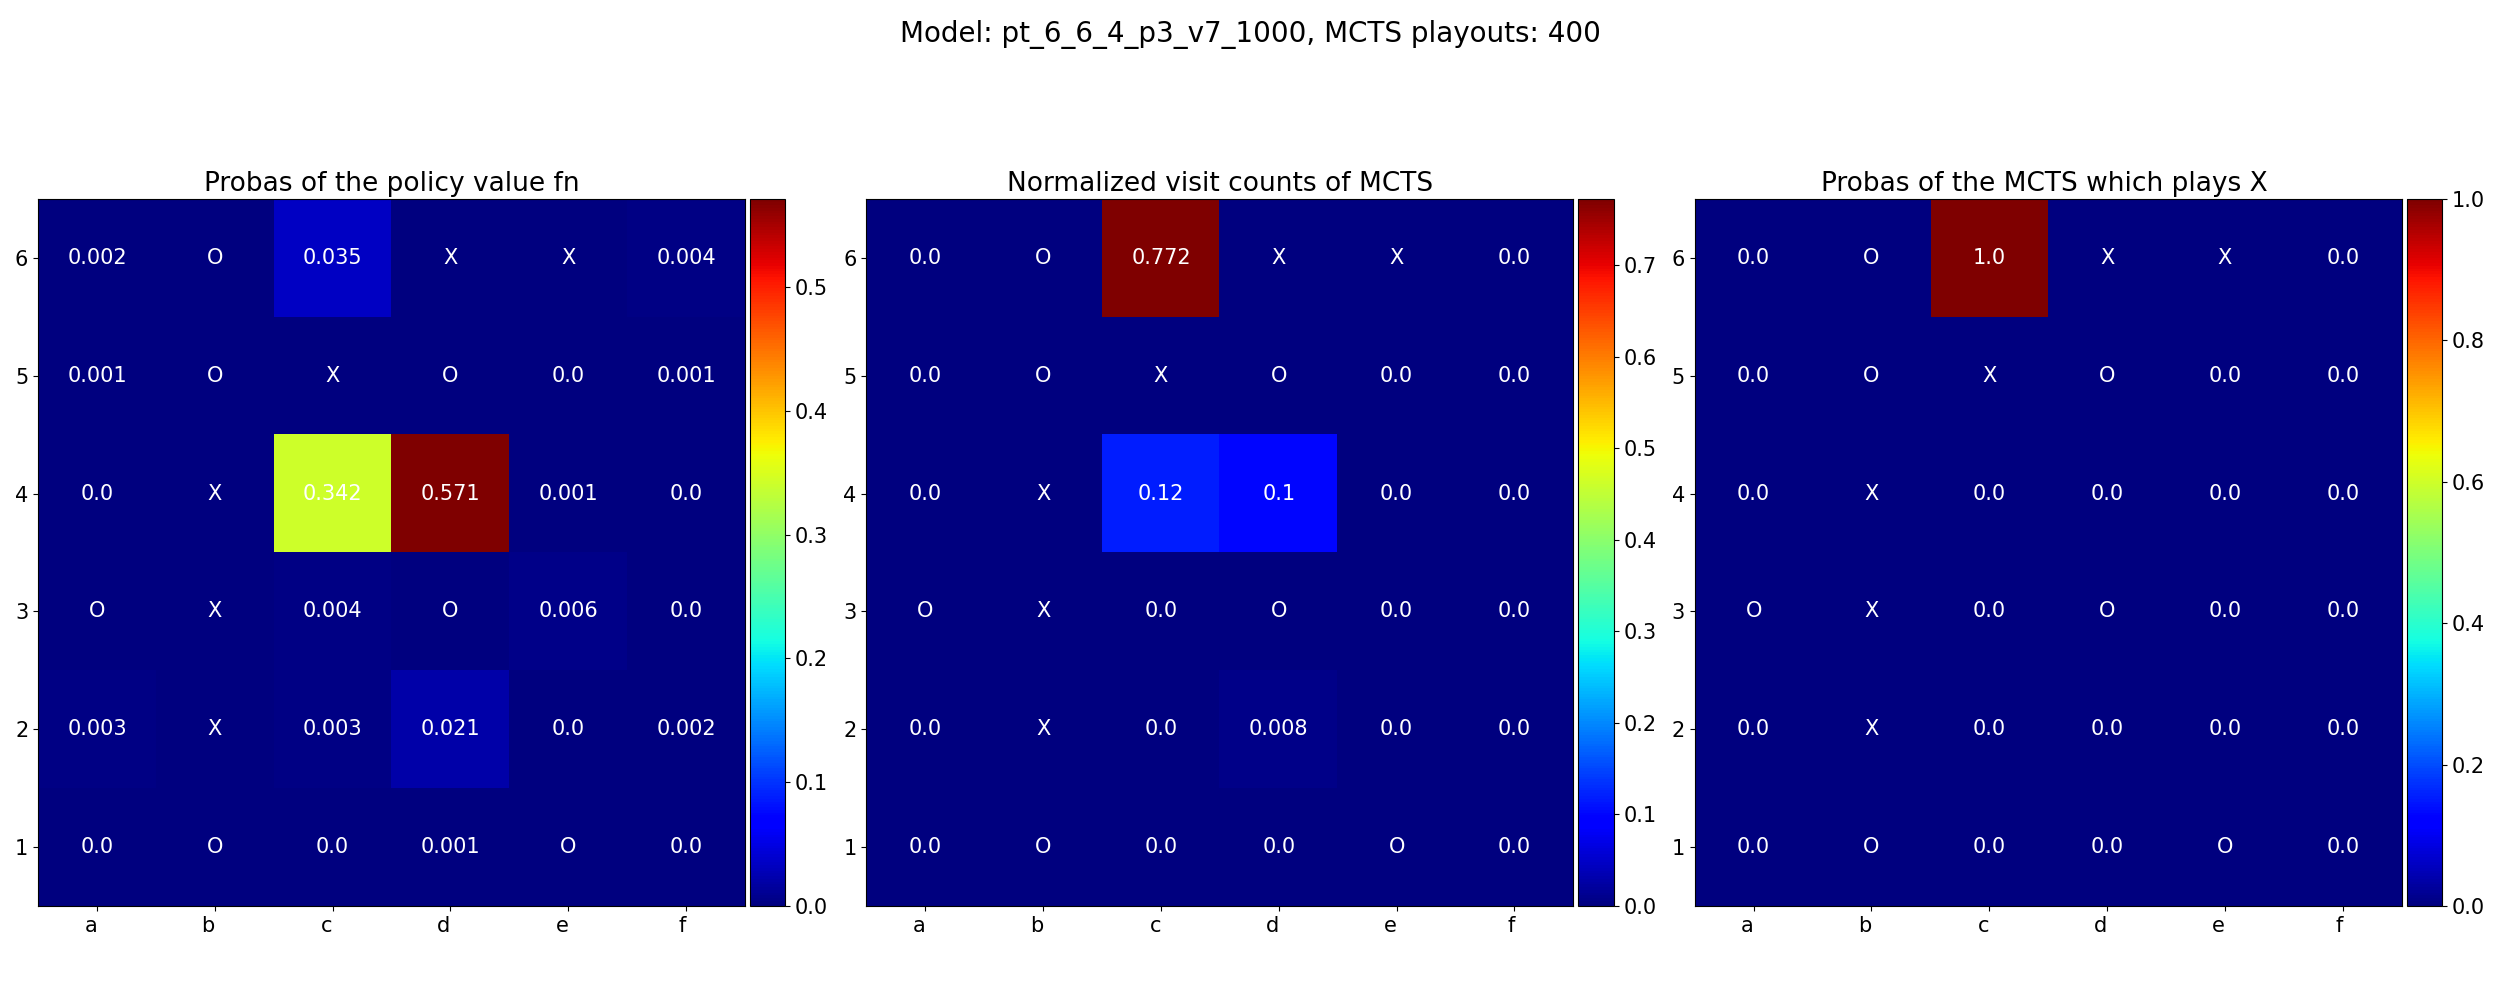 Model: pt_6_6_4_p3_v7_1000, MCTS playouts: 400
Probas of the policy value fn
6 0.002 O 0.035 X X 0.004
5 0.001 O X O 0.0 0.001
4 0.0 X 0.342 0.571 0.001 0.0
3 O X 0.004 O 0.006 0.0
2 0.003 X 0.003 0.021 0.0 0.002
1 0.0 O 0.0 0.001 O 0.0
a b c d e f
0.5
0.4
0.3
0.2
0.1
0.0
Normalized visit counts of MCTS
6 0.0 O 0.772 X X 0.0
5 0.0 O X O 0.0 0.0
4 0.0 X 0.12 0.1 0.0 0.0
3 O X 0.0 O 0.0 0.0
2 0.0 X 0.0 0.008 0.0 0.0
1 0.0 O 0.0 0.0 O 0.0
a b c d e f
0.7
0.6
0.5
0.4
0.3
0.2
0.1
0.0
Probas of the MCTS which plays X
6 0.0 O 1.0 X X 0.0
5 0.0 O X O 0.0 0.0
4 0.0 X 0.0 0.0 0.0 0.0
3 O X 0.0 O 0.0 0.0
2 0.0 X 0.0 0.0 0.0 0.0
1 0.0 O 0.0 0.0 O 0.0
a b c d e f
1.0
0.8
0.6
0.4
0.2
0.0